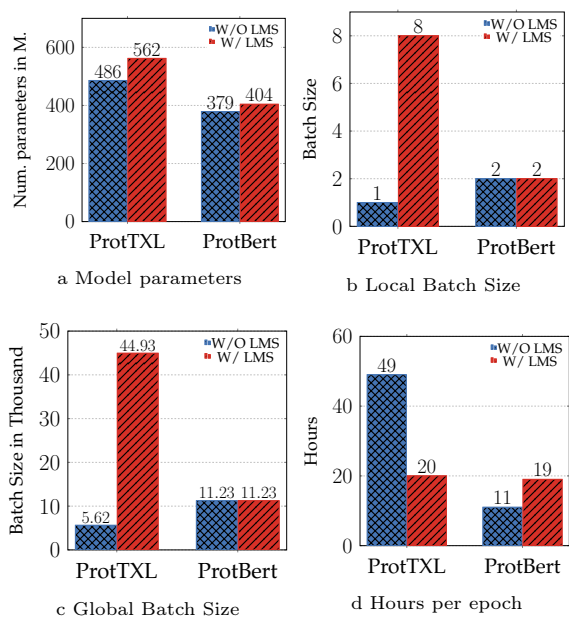 Num. parameters in M.
600
400
200
0
W/O LMS
W/ LMS
486
562
379
404
ProtTXL
ProtBert
a Model parameters
Batch Size
8
6
4
2
0
W/O LMS
W/ LMS
1
8
2
2
ProtTXL
ProtBert
b Local Batch Size
Batch Size in Thousand
50
40
30
20
10
0
W/O LMS
W/ LMS
5.62
44.93
11.23
11.23
ProtTXL
ProtBert
c Global Batch Size
Hours
60
40
20
0
W/O LMS
W/ LMS
49
20
11
19
ProtTXL
ProtBert
d Hours per epoch